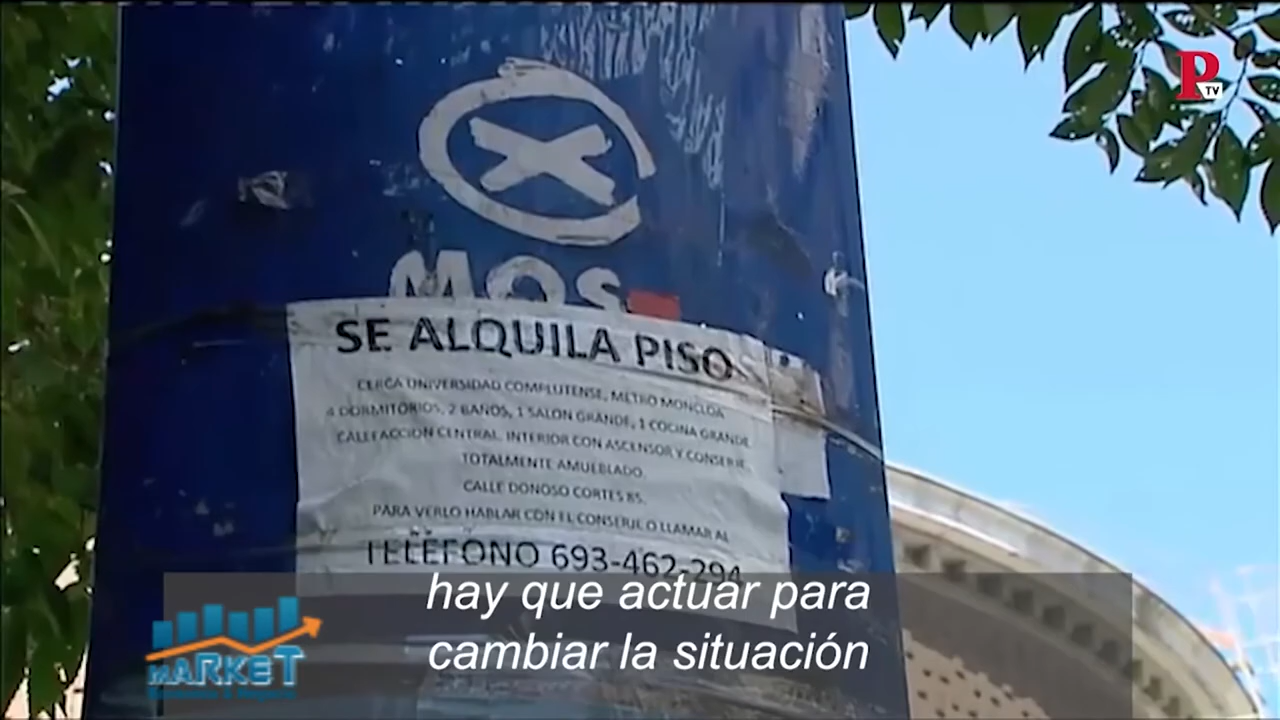 P
TV
MOS
SE ALQUILA PISO
CERCA UNIVERSIDAD COMPLUTENSE, METRO MONCLOA
4 DORMITORIOS, 2 BAÑOS, 1 SALON GRANDE, 1 COCINA GRANDE
CALEFACCION CENTRAL, INTERIOR CON ASCENSOR Y CONSERJE
TOTALMENTE AMUEBLADO.
CALLE DONOSO CORTES 85.
PARA VERLO HABLAR CON EL CONSERJE O LLAMAR AL
TELÉFONO 693-462-294
hay que actuar para
cambiar la situación
MARKET